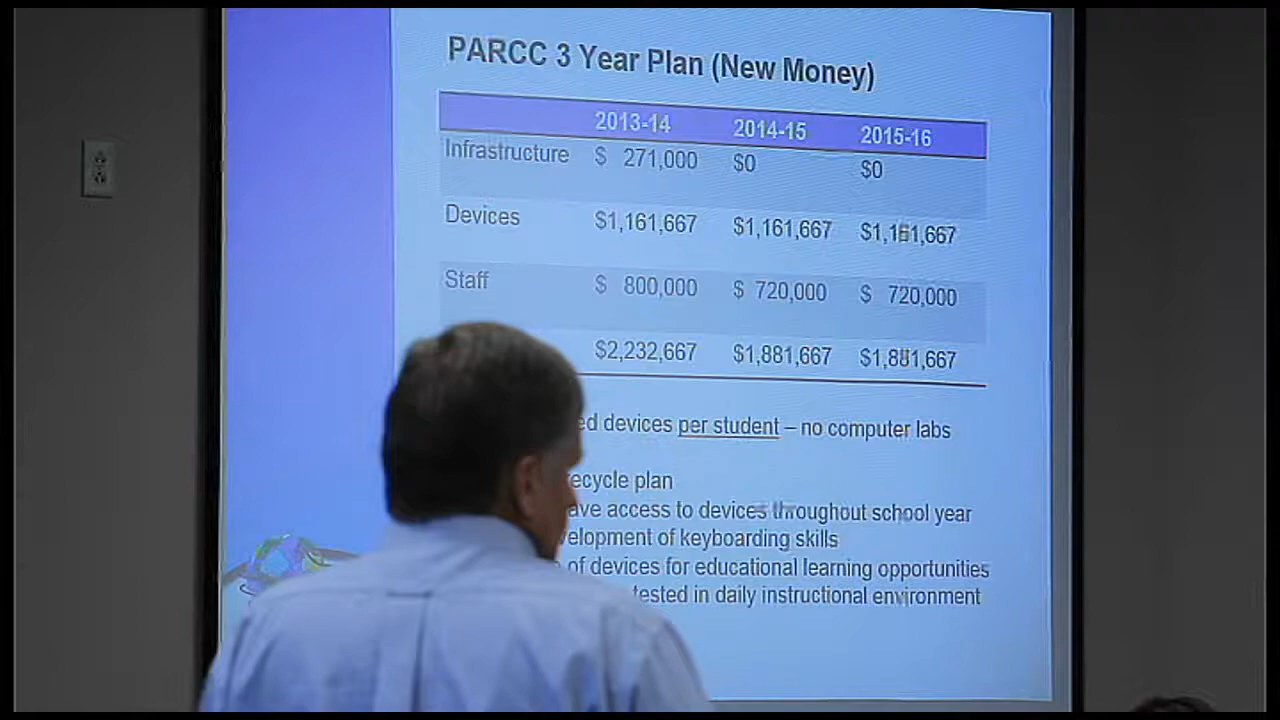 PARCC 3 Year Plan (New Money)
2013-14 2014-15 2015-16
Infrastructure $ 271,000 $0 $0
Devices $1,161,667 $1,161,667 $1,161,667
Staff $ 800,000 $ 720,000 $ 720,000
$2,232,667 $1,881,667 $1,881,667
ed devices per student – no computer labs
ecycle plan
ave access to devices throughout school year
velopment of keyboarding skills
of devices for educational learning opportunities
tested in daily instructional environment